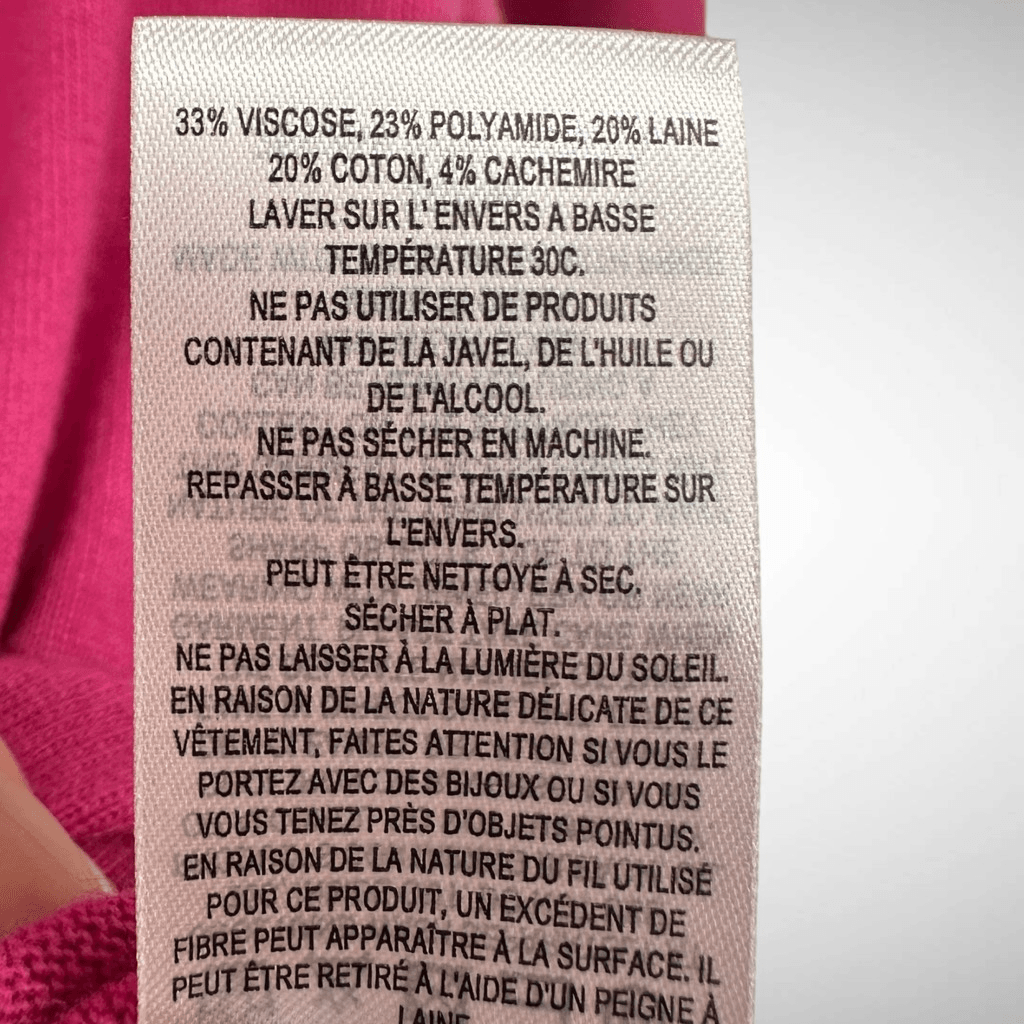 33% VISCOSE, 23% POLYAMIDE, 20% LAINE
20% COTON, 4% CACHEMIRE
LAVER SUR L' ENVERS A BASSE
TEMPÉRATURE 30C.
NE PAS UTILISER DE PRODUITS
CONTENANT DE LA JAVEL, DE L'HUILE OU
DE L'ALCOOL.
NE PAS SÉCHER EN MACHINE.
REPASSER À BASSE TEMPÉRATURE SUR
L'ENVERS.
PEUT ÊTRE NETTOYÉ À SEC.
SÉCHER À PLAT.
NE PAS LAISSER À LA LUMIÈRE DU SOLEIL.
EN RAISON DE LA NATURE DÉLICATE DE CE
VÊTEMENT, FAITES ATTENTION SI VOUS LE
PORTEZ AVEC DES BIJOUX OU SI VOUS
VOUS TENEZ PRÈS D'OBJETS POINTUS.
EN RAISON DE LA NATURE DU FIL UTILISÉ
POUR CE PRODUIT, UN EXCÉDENT DE
FIBRE PEUT APPARAÎTRE À LA SURFACE. IL
PEUT ÊTRE RETIRÉ À L'AIDE D'UN PEIGNE À
LAINE